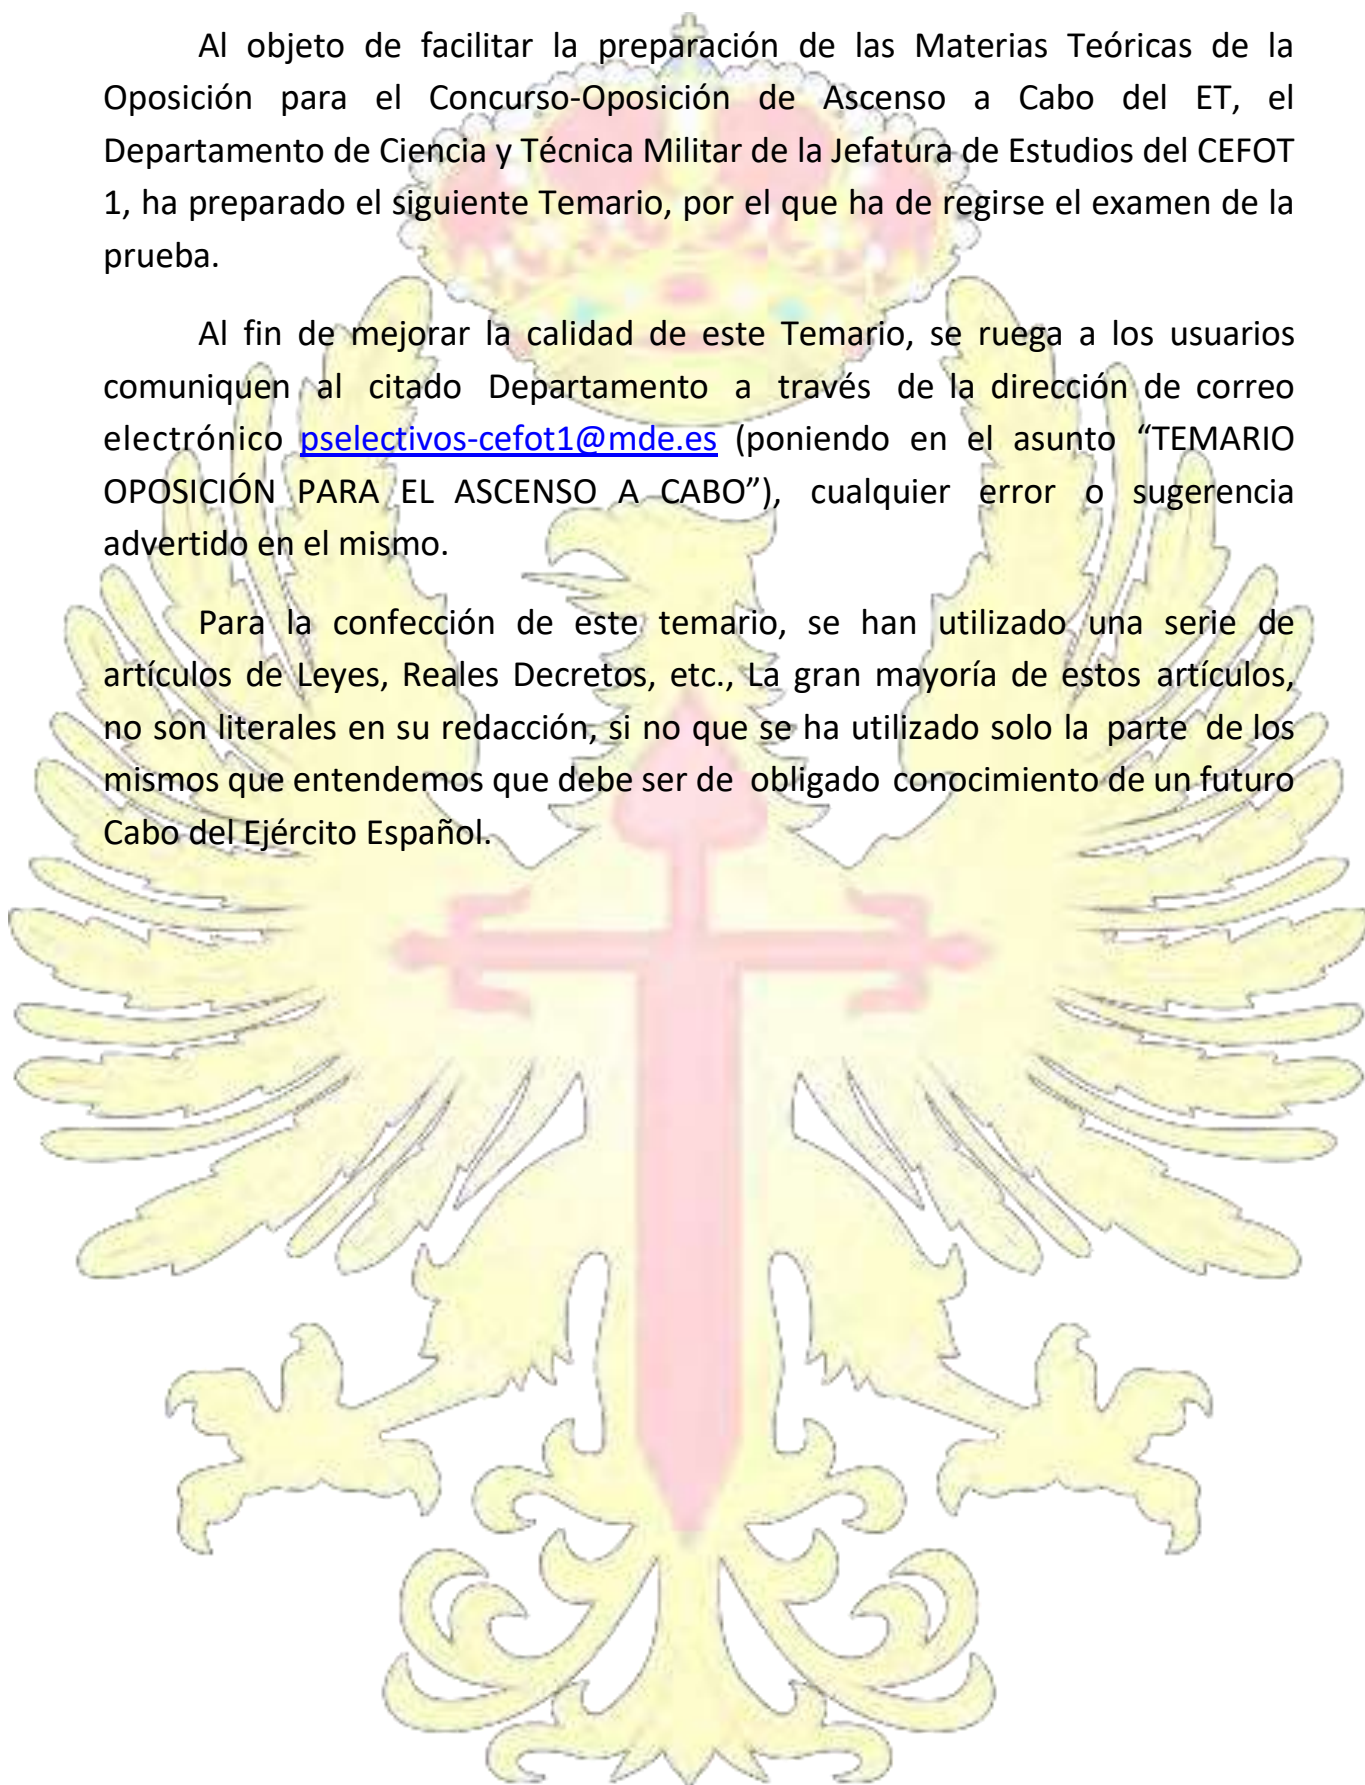 Al objeto de facilitar la preparación de las Materias Teóricas de la
Oposición para el Concurso-Oposición de Ascenso a Cabo del ET, el
Departamento de Ciencia y Técnica Militar de la Jefatura de Estudios del CEFOT
1, ha preparado el siguiente Temario, por el que ha de regirse el examen de la
prueba.
Al fin de mejorar la calidad de este Temario, se ruega a los usuarios
comuniquen al citado Departamento a través de la dirección de correo
electrónico pselectivos-cefot1@mde.es (poniendo en el asunto “TEMARIO
OPOSICIÓN PARA EL ASCENSO A CABO”), cualquier error o sugerencia
advertido en el mismo.
Para la confección de este temario, se han utilizado una serie de
artículos de Leyes, Reales Decretos, etc., La gran mayoría de estos artículos,
no son literales en su redacción, si no que se ha utilizado solo la parte de los
mismos que entendemos que debe ser de obligado conocimiento de un futuro
Cabo del Ejército Español.